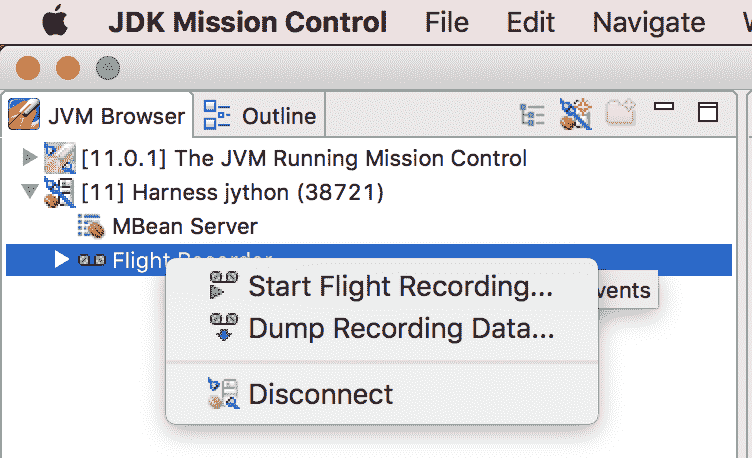 JDK Mission Control File Edit Navigate
JVM Browser Outline
[11.0.1] The JVM Running Mission Control
[11] Harness jython (38721)
MBean Server
Flight Recorder
Start Flight Recording...
vents
Dump Recording Data...
Disconnect